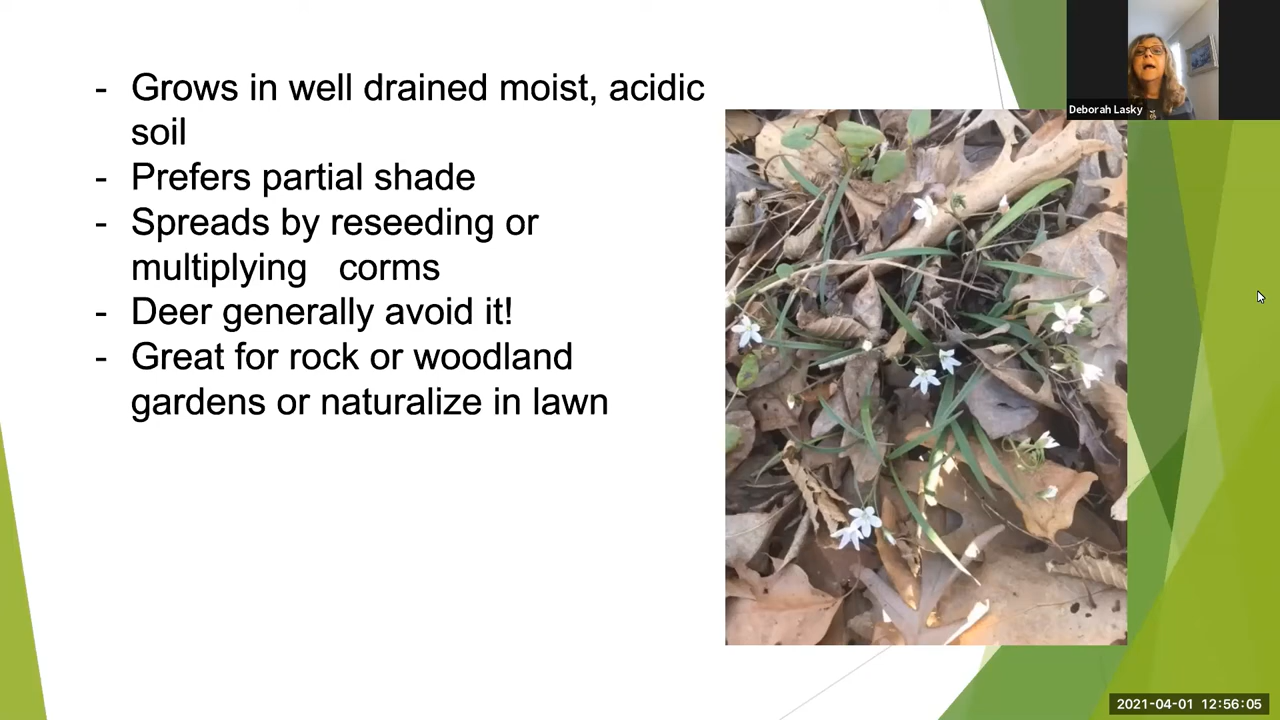 - Grows in well drained moist, acidic
soil
- Prefers partial shade
- Spreads by reseeding or
multiplying corms
- Deer generally avoid it!
- Great for rock or woodland
gardens or naturalize in lawn
Deborah Lasky
2021-04-01 12:56:05